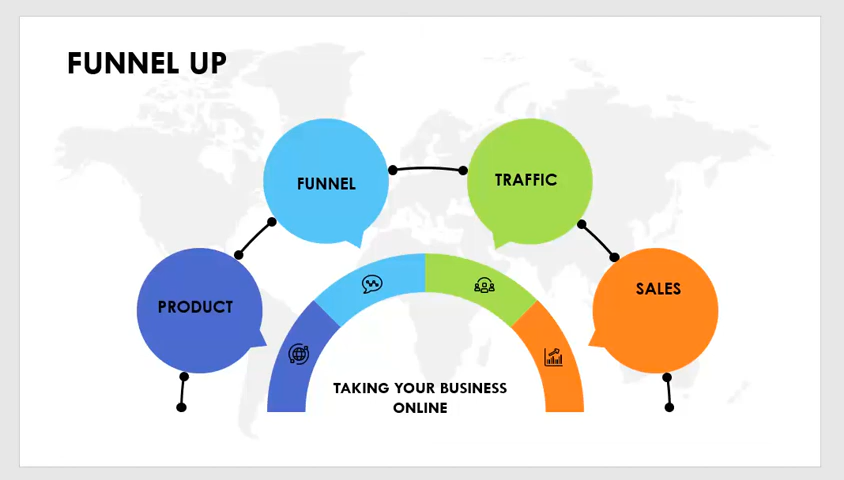 FUNNEL UP
FUNNEL
TRAFFIC
PRODUCT
SALES
TAKING YOUR BUSINESS
ONLINE